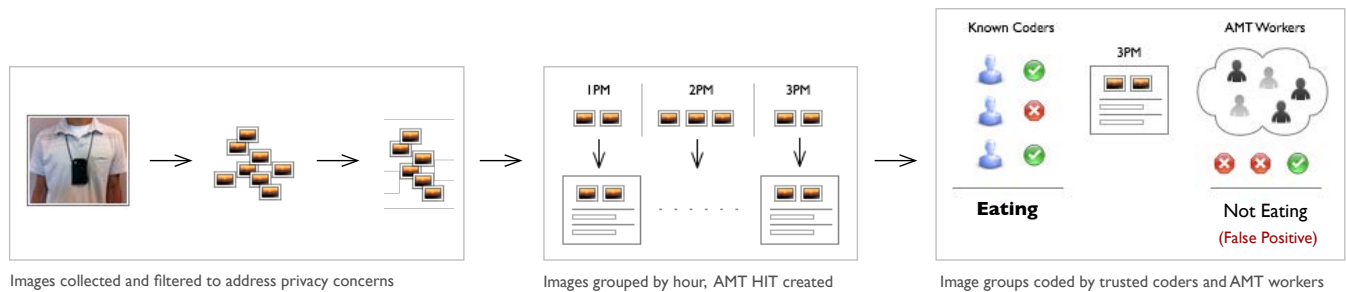 Known Coders
AMT Workers
3PM
1PM
2PM
3PM
Eating
Not Eating
(False Positive)
Images collected and filtered to address privacy concerns
Images grouped by hour, AMT HIT created
Image groups coded by trusted coders and AMT workers